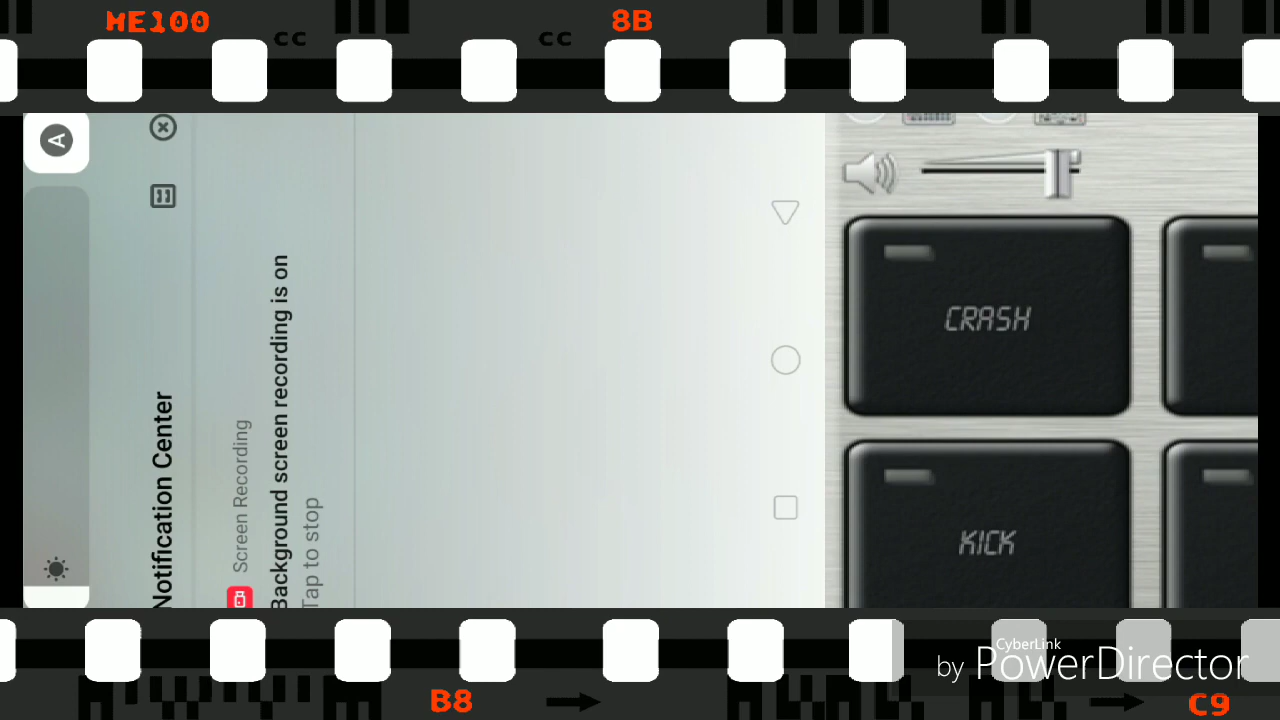 ME100
8B
cc
cc
A
Notification Center
Screen Recording
Background screen recording is on
Tap to stop
CRASH
KICK
CyberLink
by PowerDirector
B8
C9